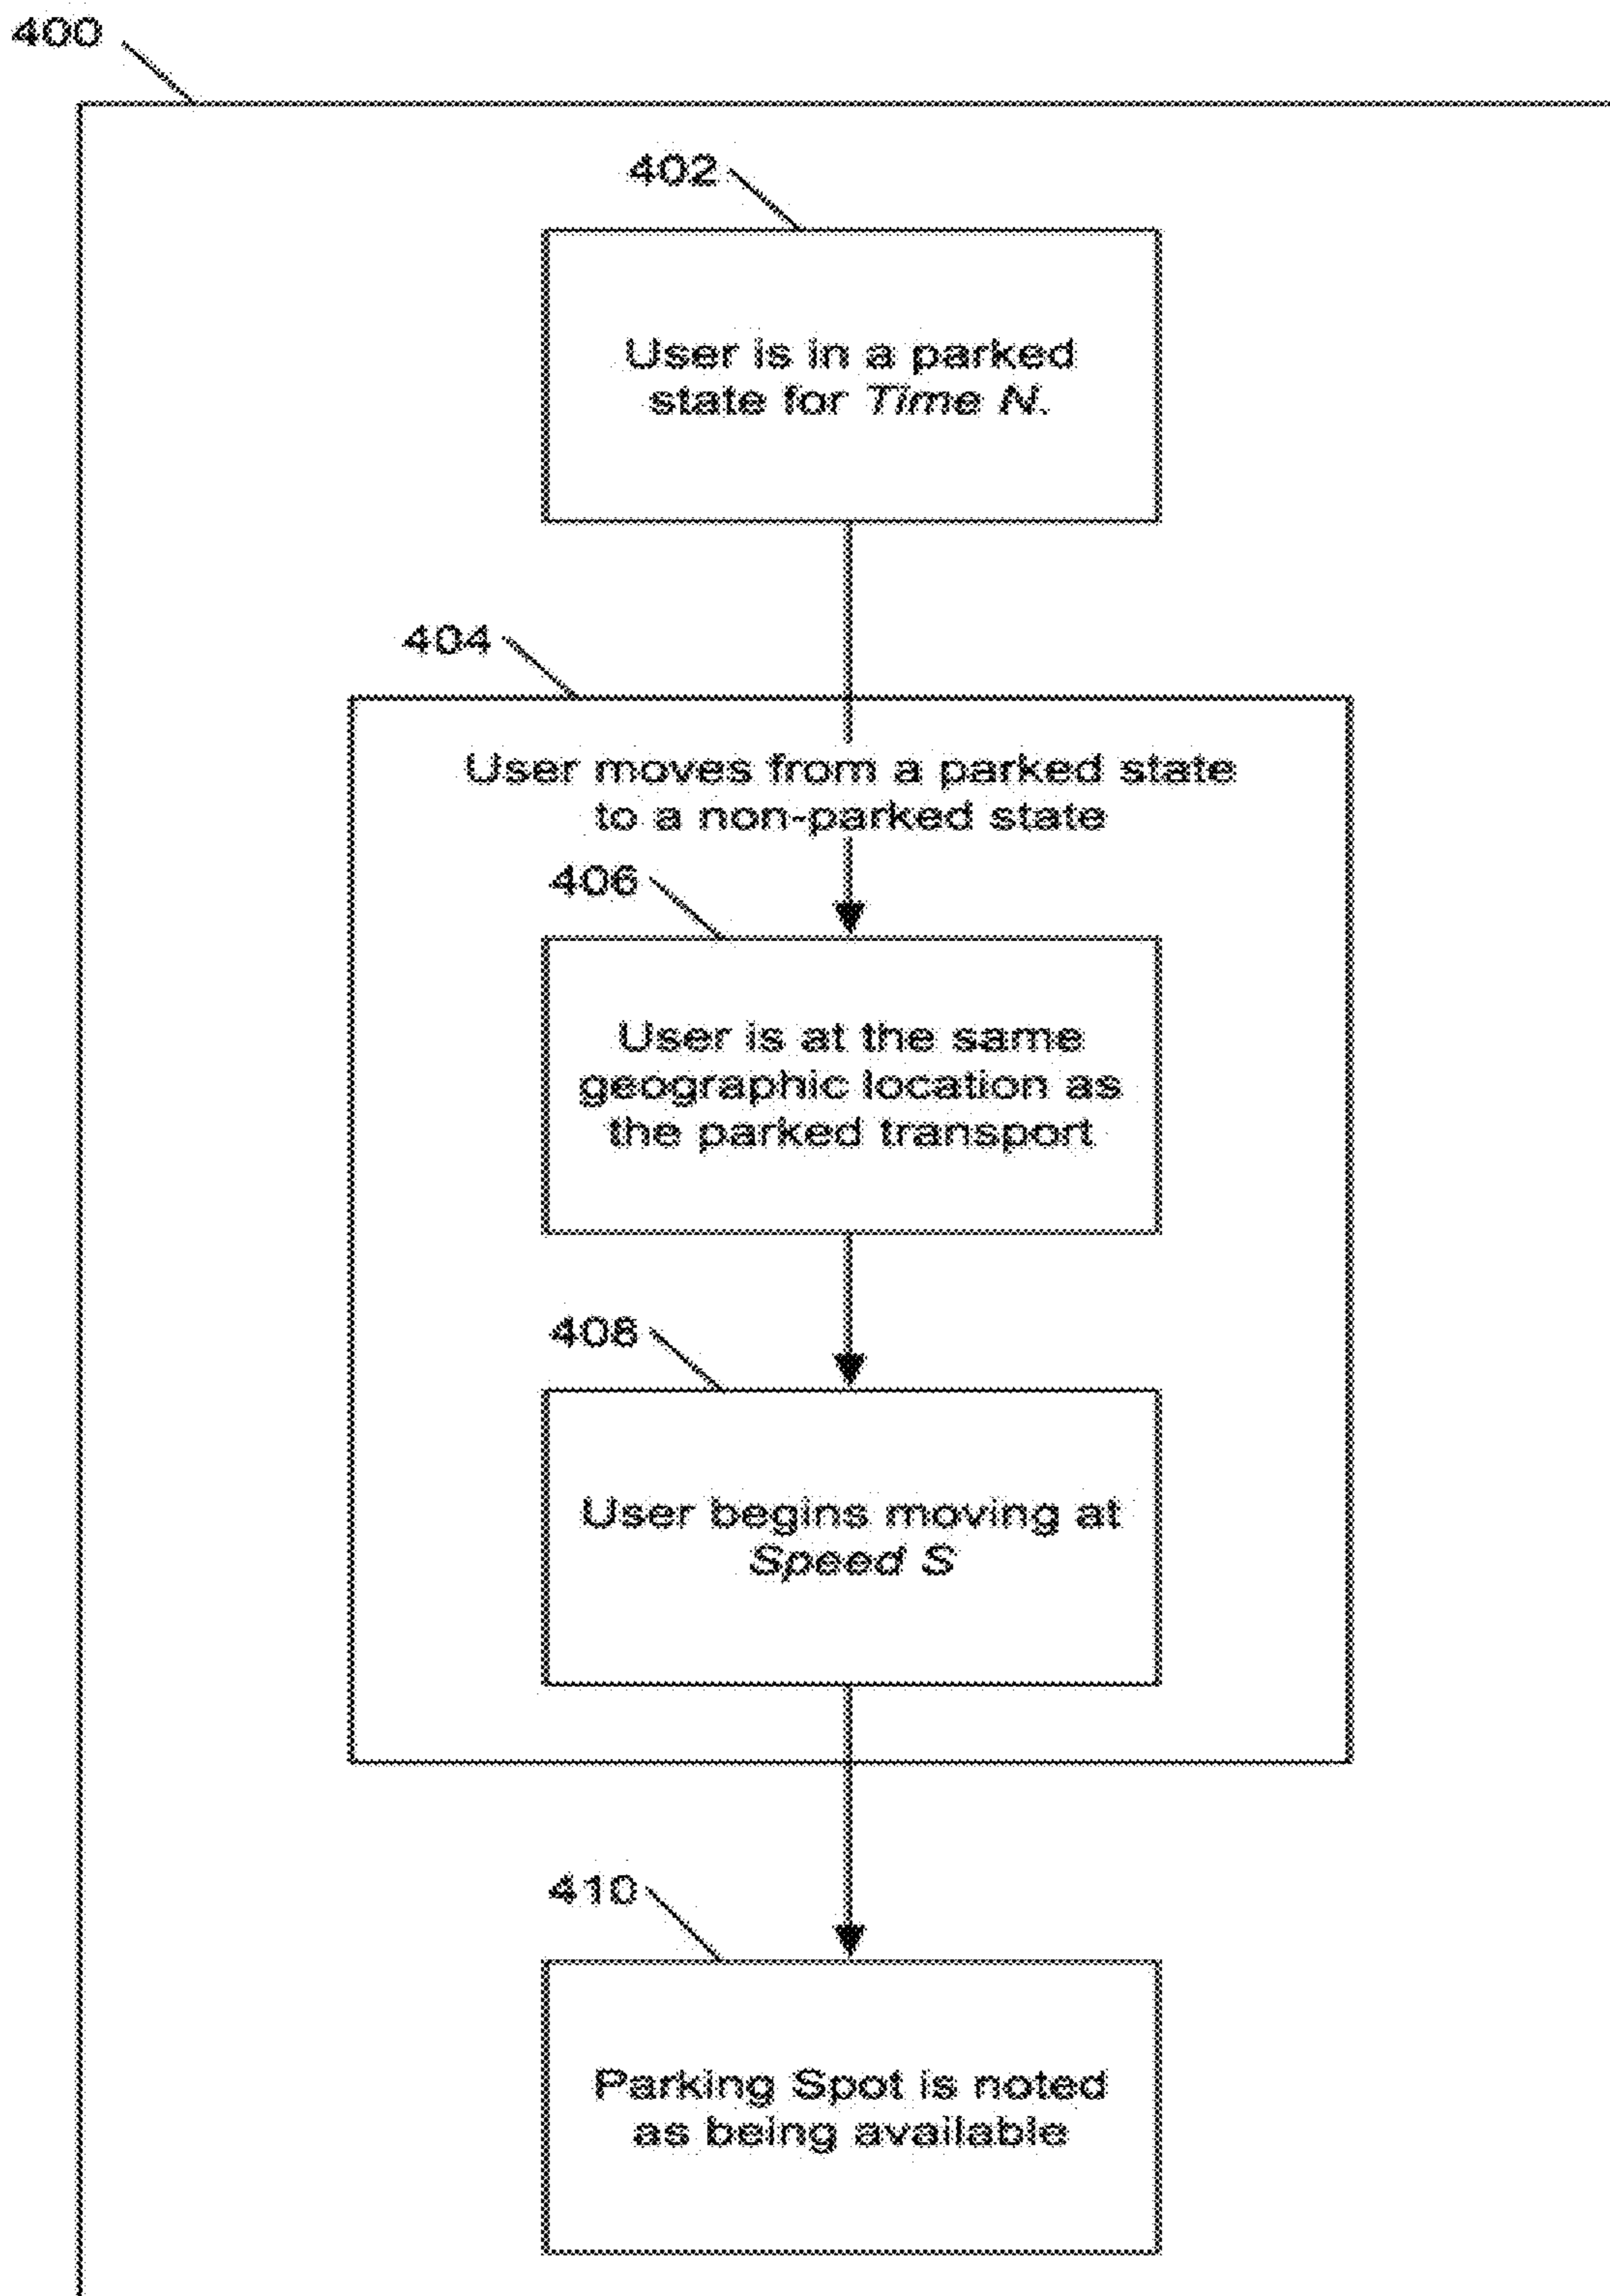 400
402
User is in a parked
state for Time N.
404
User moves from a parked state
to a non-parked state
406
User is at the same
geographic location as
the parked transport
408
User begins moving at
Speed S
410
Parking Spot is noted
as being available